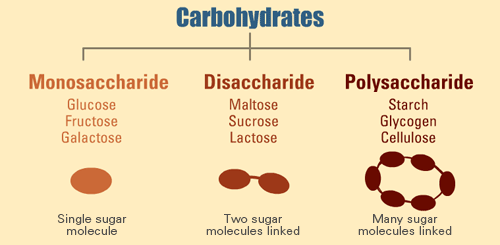 Carbohydrates
Monosaccharide
Glucose
Fructose
Galactose
Single sugar
molecule
Disaccharide
Maltose
Sucrose
Lactose
Two sugar
molecules linked
Polysaccharide
Starch
Glycogen
Cellulose
Many sugar
molecules linked